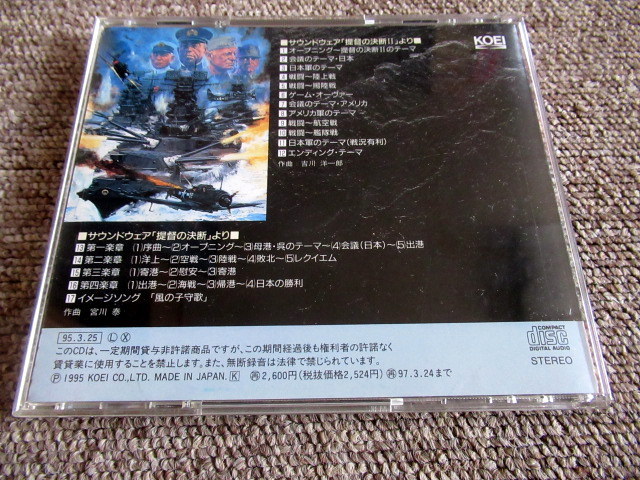 ■サウンドウェア「提督の決断II」より
KOEI
1 オープニング〜提督の決断IIのテーマ
2 会議のテーマ・日本
3 日本軍のテーマ
4 戦闘〜陸上戦
5 戦闘〜揚陸戦
6 ゲーム・オーヴァー
7 会議のテーマ・アメリカ
8 アメリカ軍のテーマ
9 戦闘〜航空戦
10 戦闘〜艦隊戦
11 日本軍のテーマ(戦況有利)
12 エンディング・テーマ
作曲 吉川 洋一郎
■サウンドウェア「提督の決断」より
13 第一楽章 (1)序曲〜(2)オープニング〜(3)母港・呉のテーマ〜(4)会議(日本)〜(5)出港
14 第二楽章 (1)洋上〜(2)空戦〜(3)陸戦〜(4)敗北〜(5)レクイエム
15 第三楽章 (1)寄港〜(2)慰安〜(3)寄港
16 第四楽章 (1)出港〜(2)海戦〜(3)帰港〜(4)日本の勝利
17 イメージソング 「風の子守歌」
作曲 宮川 泰
95.3.25 Ⓛ Ⓧ
このCDは、一定期間貸与非許諾商品ですが、この期間経過後も権利者の許諾なく
賃貸業に使用することを禁止します。また、無断録音は法律で禁じられています。
Ⓟ1995 KOEI CO.,LTD. MADE IN JAPAN. K ㊢2,600円(税抜価格2,524円) ㊢97.3.24まで
COMPACT
disc
DIGITAL AUDIO
STEREO